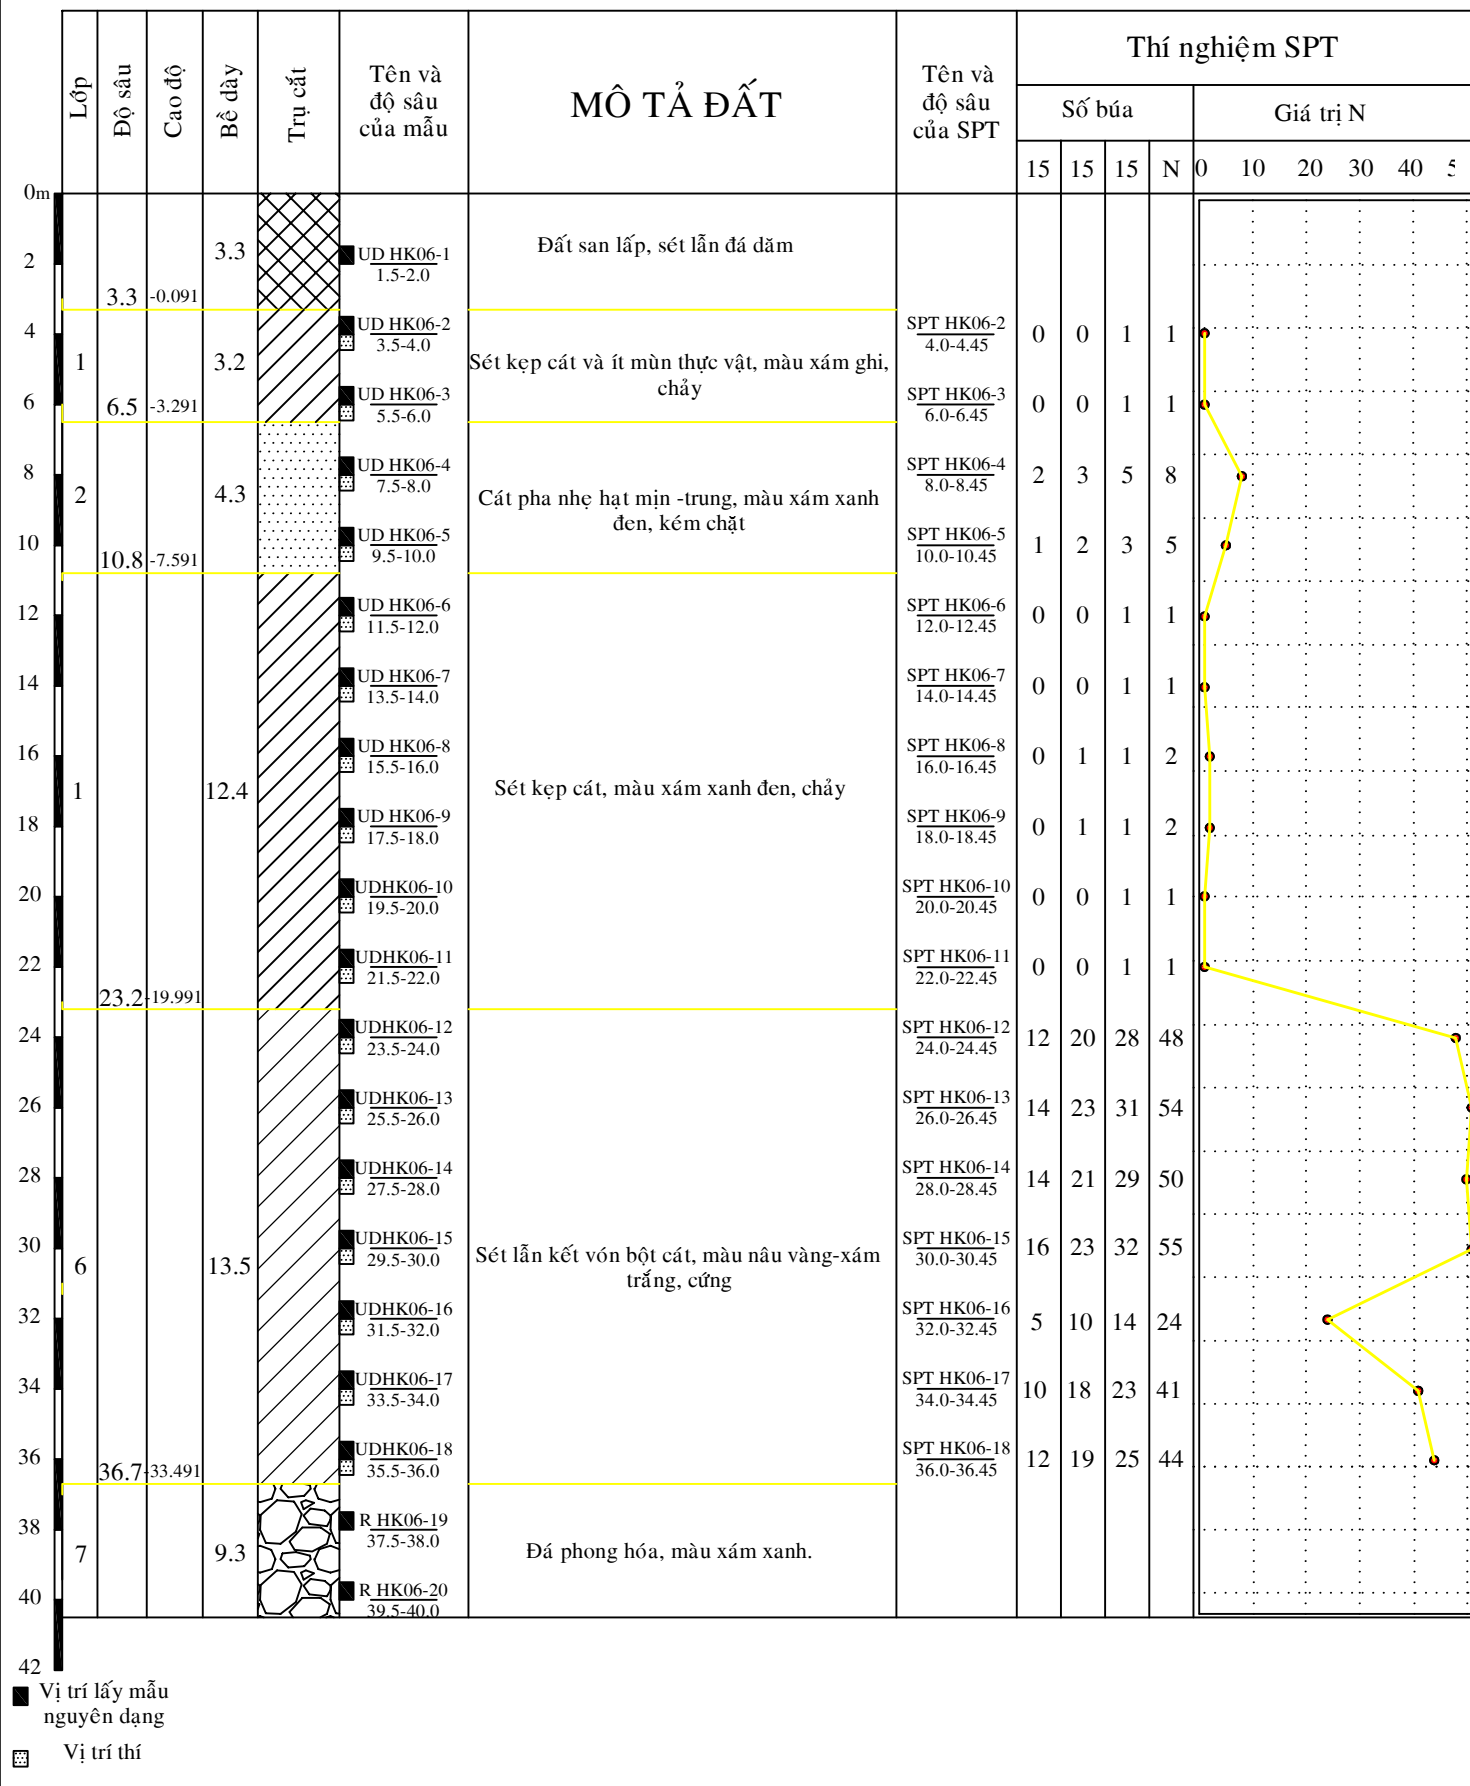 Lớp
Độ sâu
Cao độ
Bề dày
Trụ cắt
Tên và
độ sâu
của mẫu
MÔ TẢ ĐẤT
Tên và
độ sâu
của SPT
Thí nghiệm SPT
Số búa
Giá trị N
15 15 15 N
0 10 20 30 40
0m
3.3
UD HK06-1
1.5-2.0
Đất san lấp, sét lẫn đá dăm
2
3.3 -0.091
4
1
3.2
UD HK06-2
3.5-4.0
Sét kẹp cát và ít mùn thực vật, màu xám ghi,
chảy
SPT HK06-2
4.0-4.45
0 0 1 1
6
6.5 -3.291
UD HK06-3
5.5-6.0
SPT HK06-3
6.0-6.45
0 0 1 1
8
2
4.3
UD HK06-4
7.5-8.0
Cát pha nhẹ hạt mịn -trung, màu xám xanh
đen, kém chặt
SPT HK06-4
8.0-8.45
2 3 5 8
10
10.8 -7.591
UD HK06-5
9.5-10.0
SPT HK06-5
10.0-10.45
1 2 3 5
12
UD HK06-6
11.5-12.0
SPT HK06-6
12.0-12.45
0 0 1 1
14
UD HK06-7
13.5-14.0
SPT HK06-7
14.0-14.45
0 0 1 1
16
UD HK06-8
15.5-16.0
SPT HK06-8
16.0-16.45
0 1 1 2
1
12.4
Sét kẹp cát, màu xám xanh đen, chảy
18
UD HK06-9
17.5-18.0
SPT HK06-9
18.0-18.45
0 1 1 2
20
UDHK06-10
19.5-20.0
SPT HK06-10
20.0-20.45
0 0 1 1
22
UDHK06-11
21.5-22.0
SPT HK06-11
22.0-22.45
0 0 1 1
23.2 -19.991
24
UDHK06-12
23.5-24.0
SPT HK06-12
24.0-24.45
12 20 28 48
26
UDHK06-13
25.5-26.0
SPT HK06-13
26.0-26.45
14 23 31 54
28
UDHK06-14
27.5-28.0
SPT HK06-14
28.0-28.45
14 21 29 50
30
6
13.5
UDHK06-15
29.5-30.0
Sét lẫn kết vón bột cát, màu nâu vàng-xám
trắng, cứng
SPT HK06-15
30.0-30.45
16 23 32 55
32
UDHK06-16
31.5-32.0
SPT HK06-16
32.0-32.45
5 10 14 24
34
UDHK06-17
33.5-34.0
SPT HK06-17
34.0-34.45
10 18 23 41
36
36.7 -33.491
UDHK06-18
35.5-36.0
SPT HK06-18
36.0-36.45
12 19 25 44
38
7
9.3
R HK06-19
37.5-38.0
Đá phong hóa, màu xám xanh.
40
R HK06-20
39.5-40.0
42
Vị trí lấy mẫu
nguyên dạng
Vị trí thí